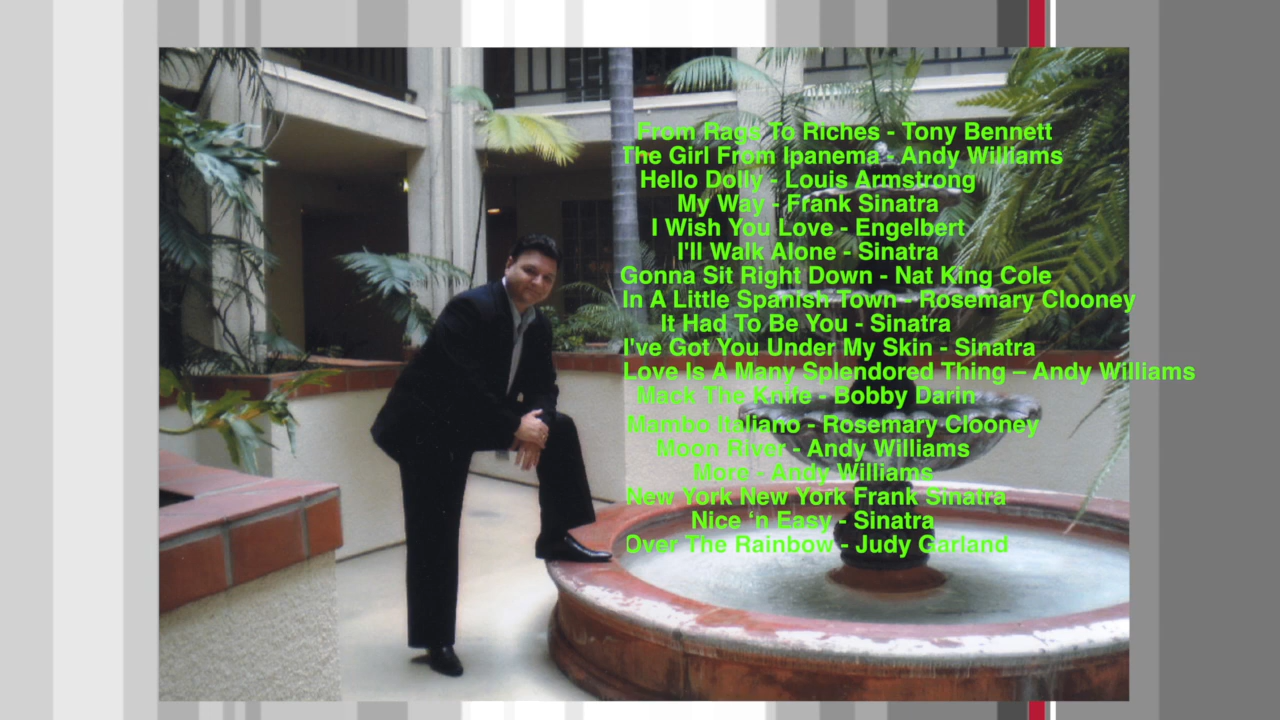 From Rags To Riches - Tony Bennett
The Girl From Ipanema - Andy Williams
Hello Dolly - Louis Armstrong
My Way - Frank Sinatra
I Wish You Love - Engelbert
I'll Walk Alone - Sinatra
Gonna Sit Right Down - Nat King Cole
In A Little Spanish Town - Rosemary Clooney
It Had To Be You - Sinatra
I've Got You Under My Skin - Sinatra
Love Is A Many Splendored Thing – Andy Williams
Mack The Knife - Bobby Darin
Mambo Italiano - Rosemary Clooney
Moon River - Andy Williams
More - Andy Williams
New York New York Frank Sinatra
Nice ‘n Easy - Sinatra
Over The Rainbow - Judy Garland